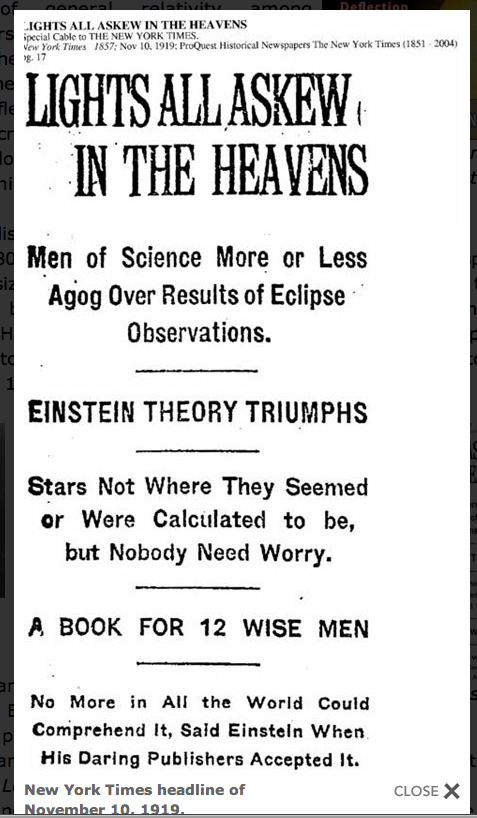 of general relativity among
Deflection
LIGHTS ALL ASKEW IN THE HEAVENS
Special Cable to THE NEW YORK TIMES.
New York Times 1857; Nov 10, 1919; ProQuest Historical Newspapers The New York Times (1851 - 2004)
pg. 17
LIGHTS ALL ASKEW
IN THE HEAVENS
Men of Science More or Less
Agog Over Results of Eclipse
Observations.
EINSTEIN THEORY TRIUMPHS
Stars Not Where They Seemed
or Were Calculated to be,
but Nobody Need Worry.
A BOOK FOR 12 WISE MEN
No More in All the World Could
Comprehend It, Said Einstein When
His Daring Publishers Accepted It.
New York Times headline of
November 10, 1919.
CLOSE X